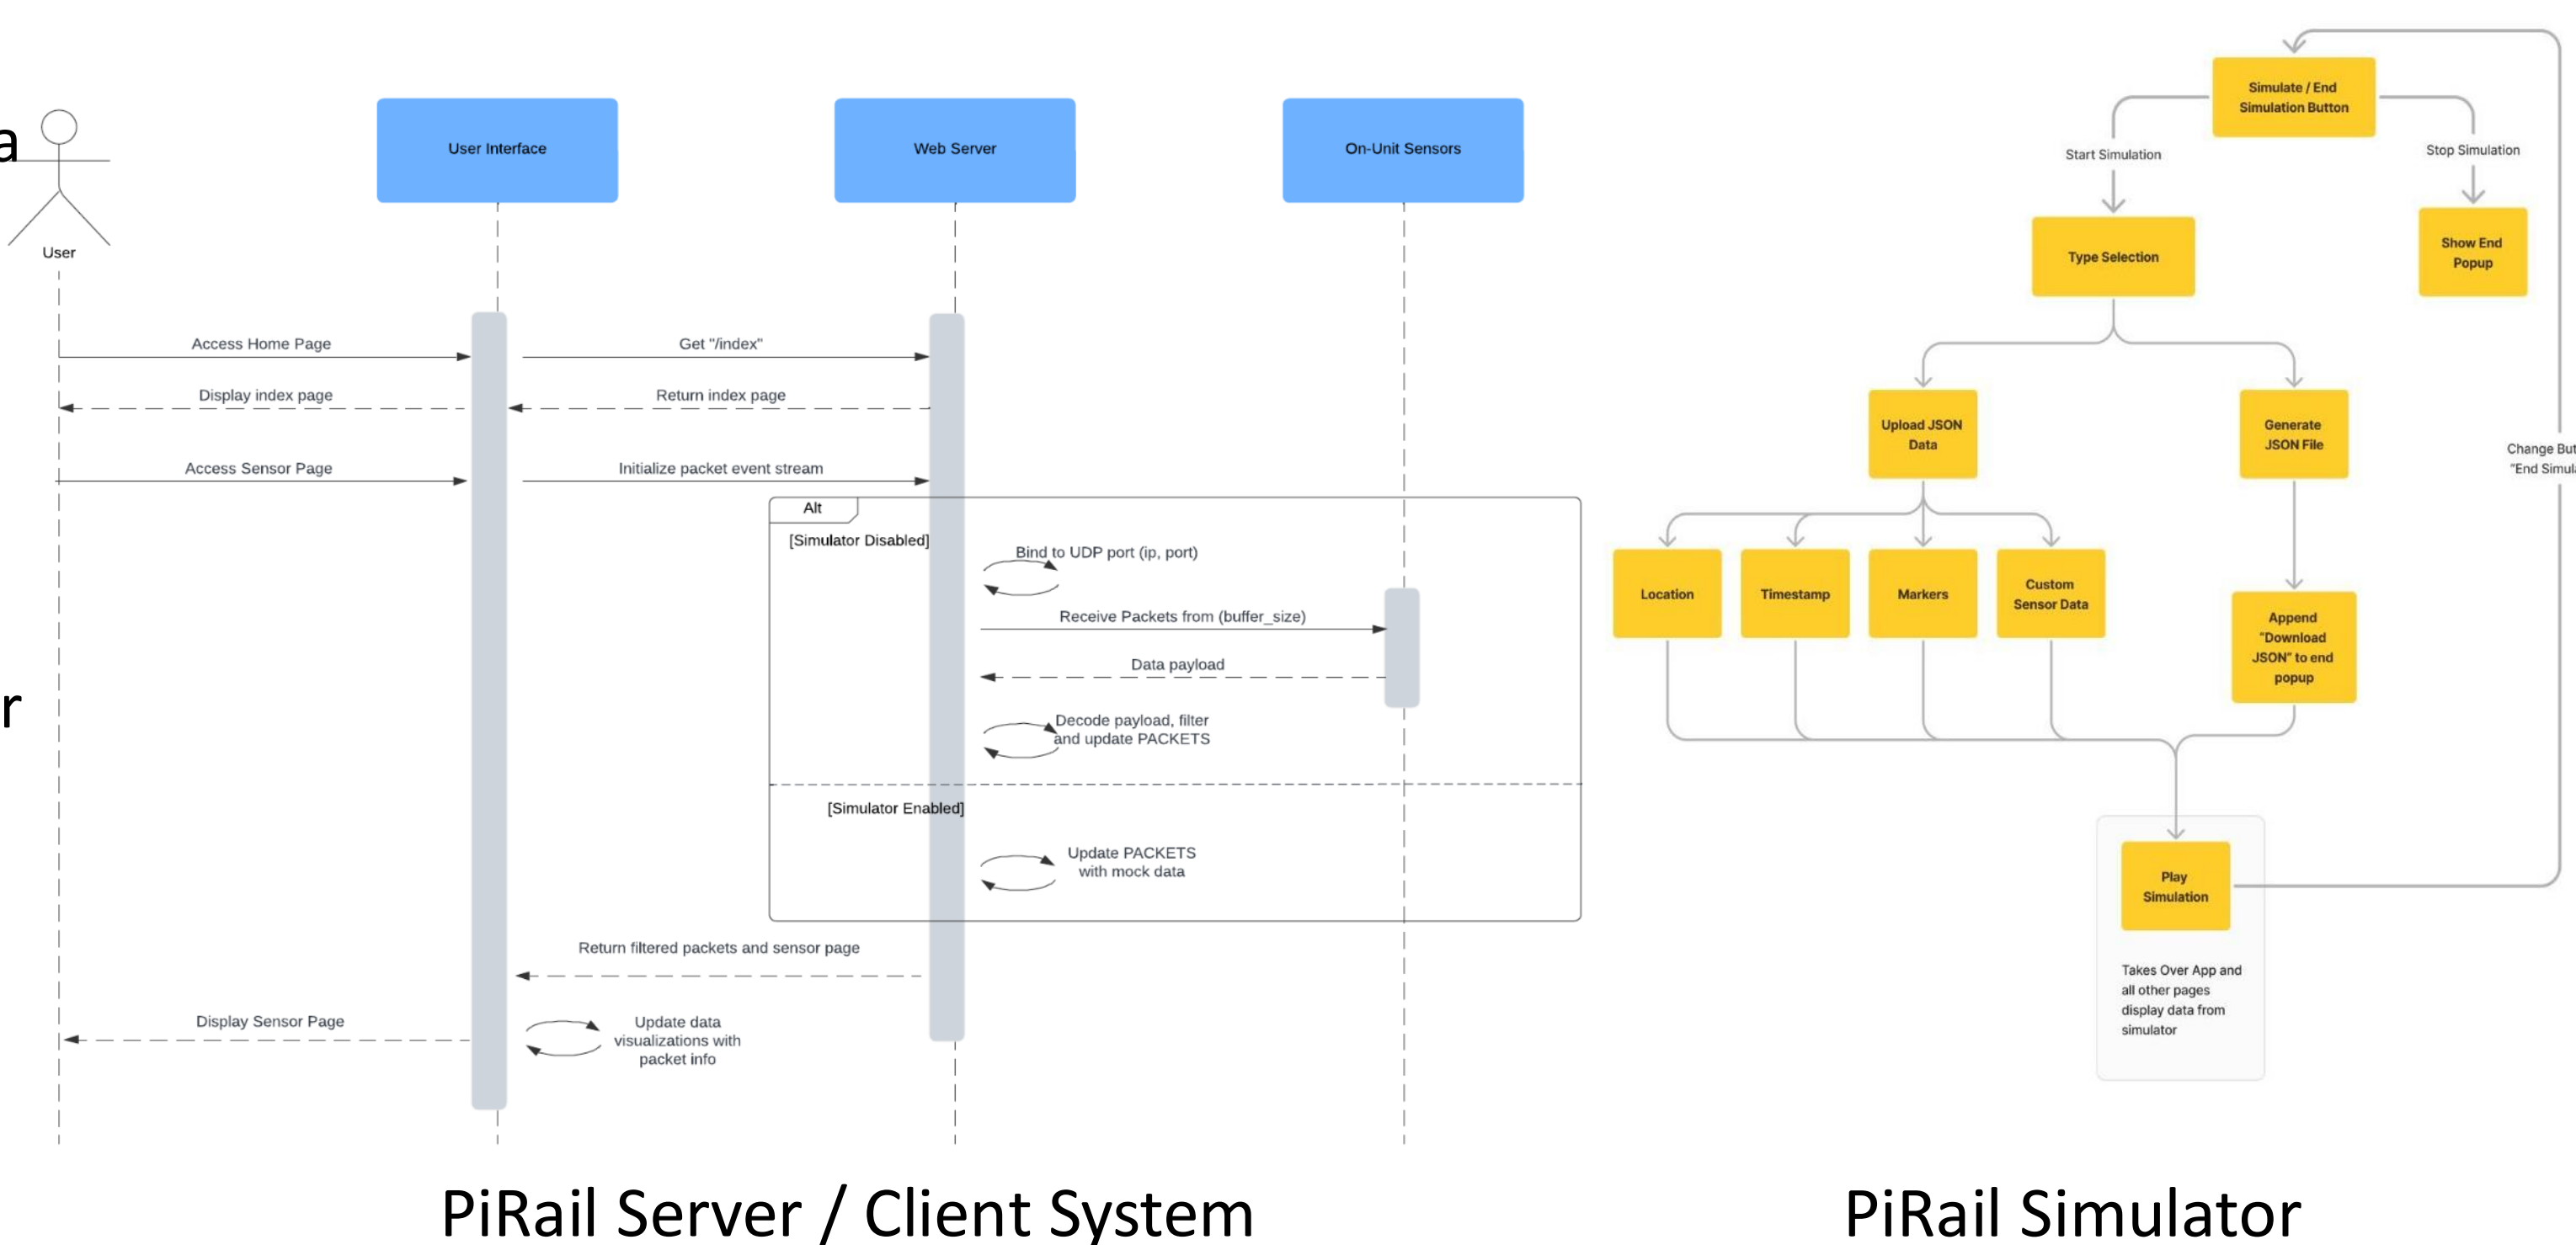 a
r
User
User Interface
Web Server
On-Unit Sensors
Access Home Page
Get "/index"
Display index page
Return index page
Access Sensor Page
Initialize packet event stream
Alt
[Simulator Disabled]
Bind to UDP port (ip, port)
Receive Packets from (buffer_size)
Data payload
Decode payload, filter
and update PACKETS
[Simulator Enabled]
Update PACKETS
with mock data
Return filtered packets and sensor page
Display Sensor Page
Update data
visualizations with
packet info
PiRail Server / Client System
Simulate / End
Simulation Button
Start Simulation
Stop Simulation
Type Selection
Show End
Popup
Upload JSON
Data
Generate
JSON File
Change
"End
Location
Timestamp
Markers
Custom
Sensor Data
Append
"Download
JSON" to end
popup
Play
Simulation
Takes Over App and
all other pages
display data from
simulator
PiRail Simulator